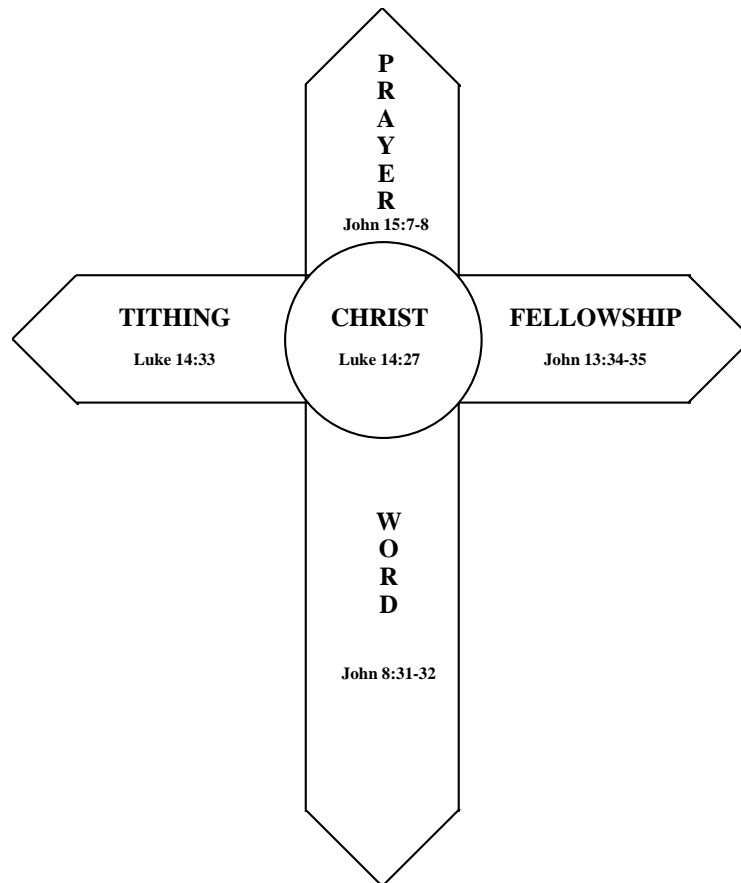 P
R
A
Y
E
R
John 15:7-8
TITHING
Luke 14:33
CHRIST
Luke 14:27
FELLOWSHIP
John 13:34-35
W
O
R
D
John 8:31-32